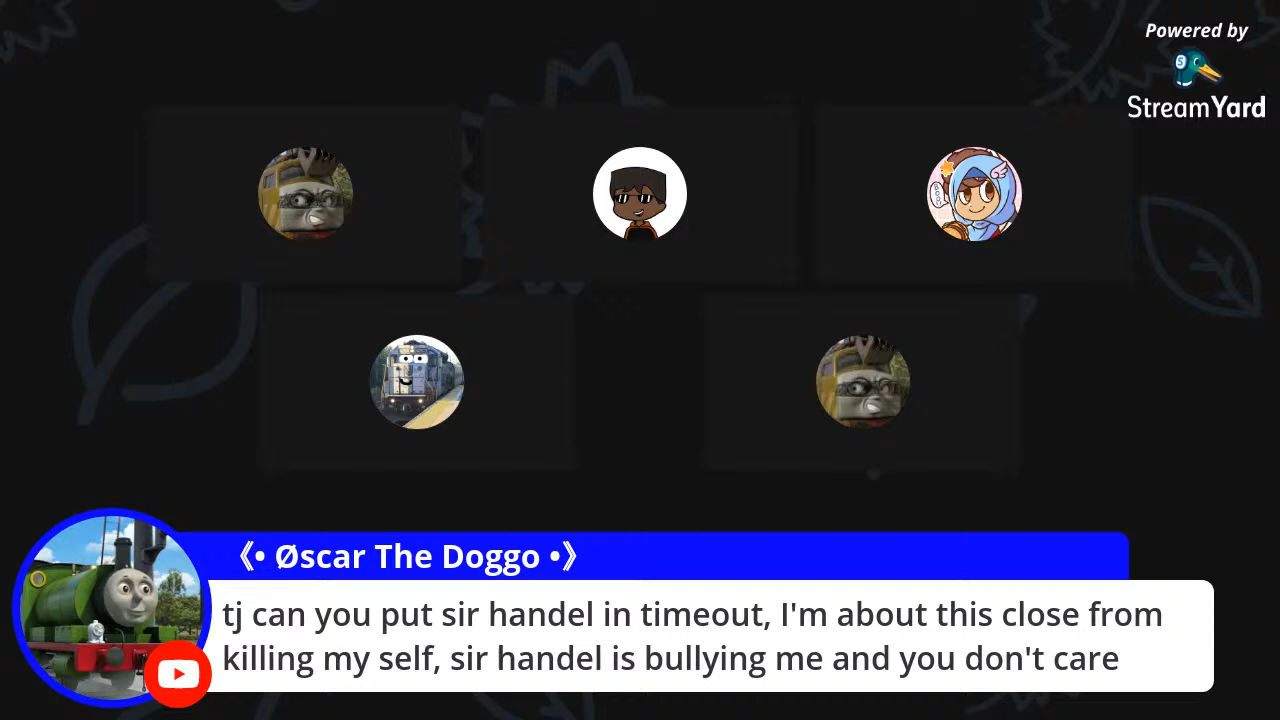 Powered by
StreamYard
《• Øscar The Doggo •》
tj can you put sir handel in timeout, I'm about this close from
killing my self, sir handel is bullying me and you don't care